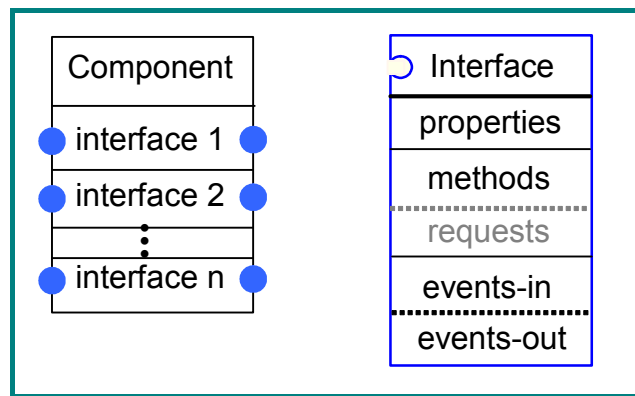 Component
interface 1
interface 2
interface n
Interface
properties
methods
requests
events-in
events-out